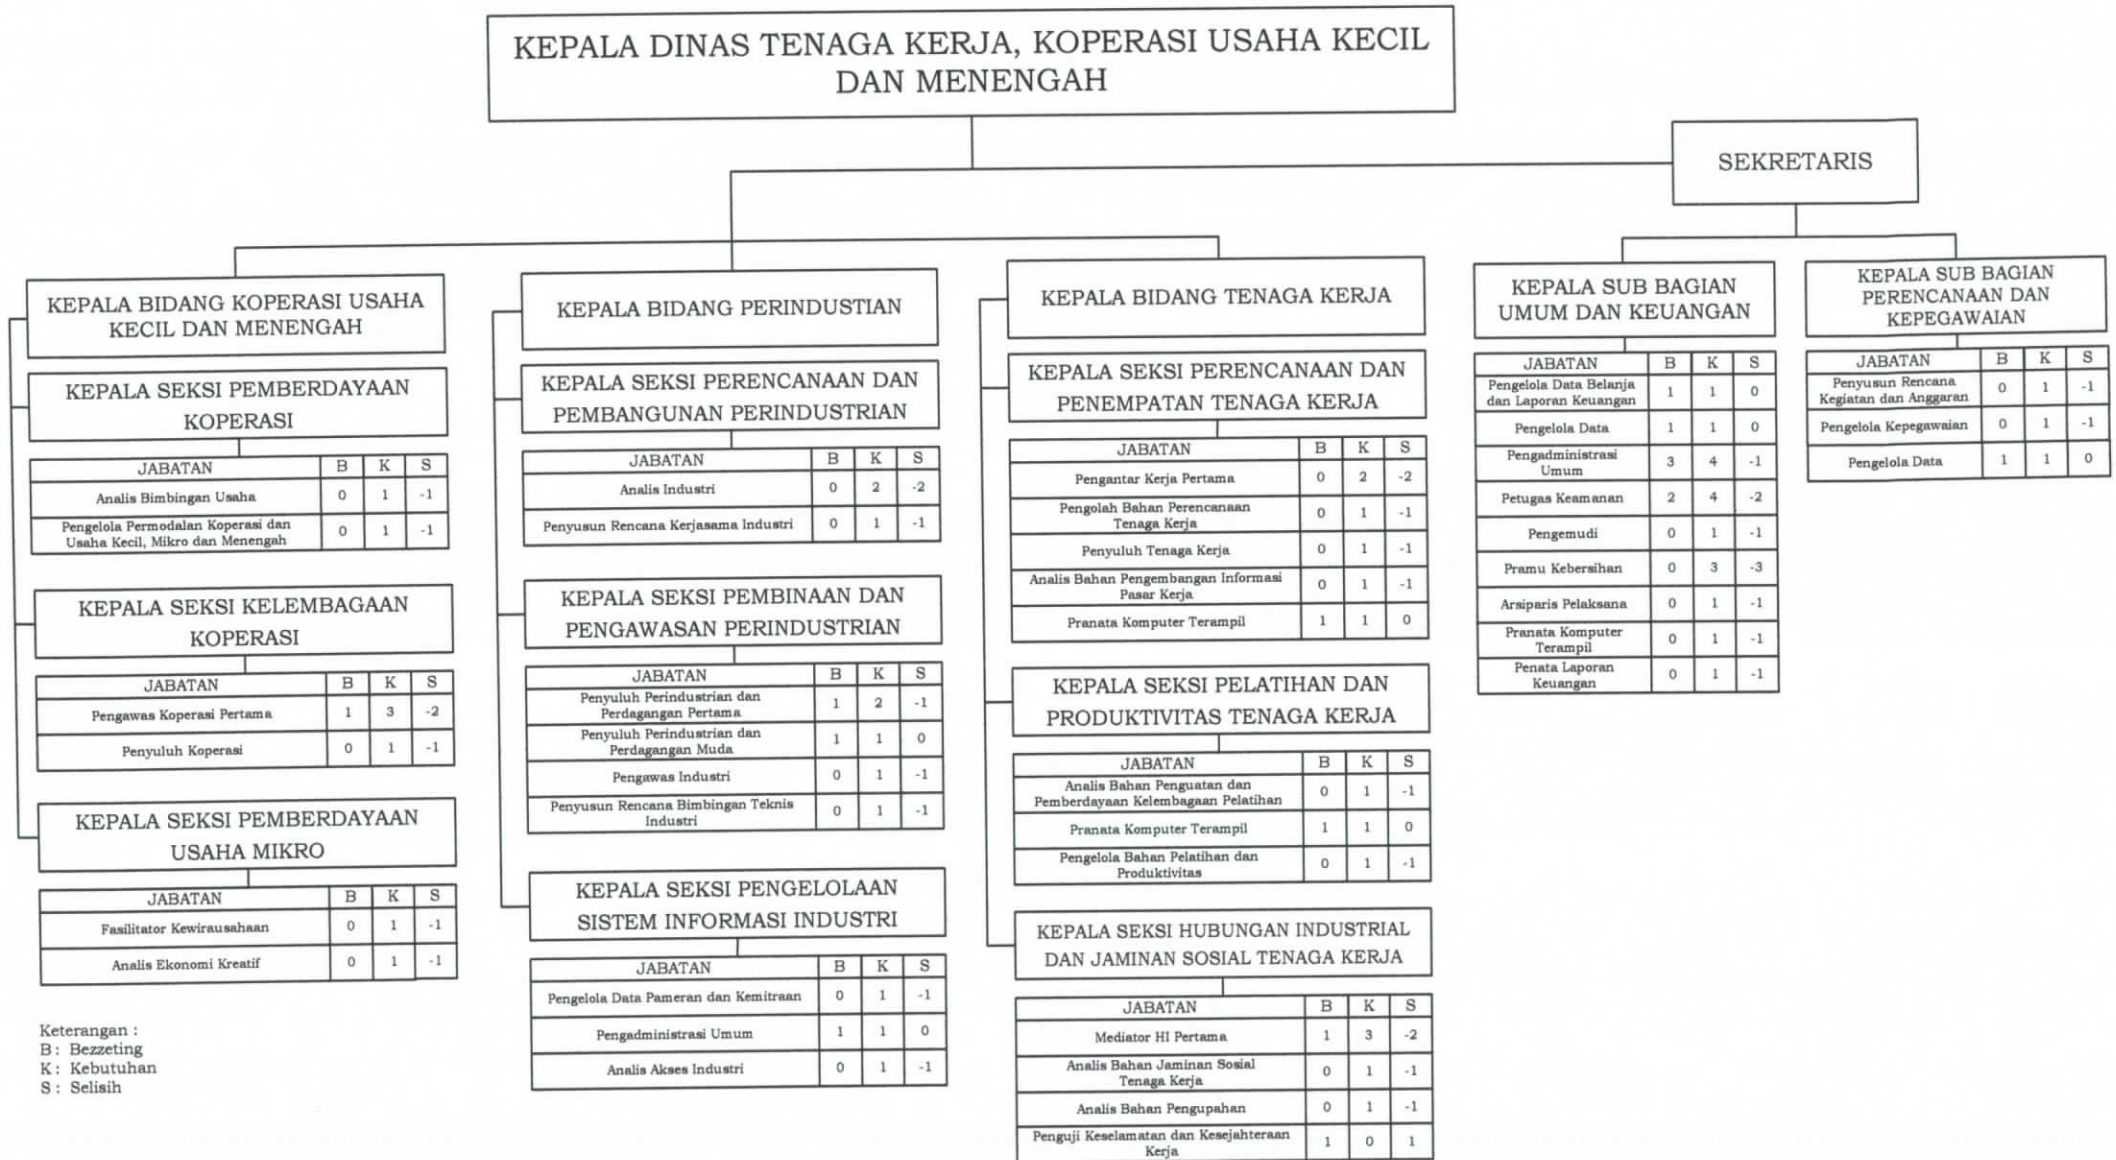 KEPALA DINAS TENAGA KERJA, KOPERASI USAHA KECIL
DAN MENENGAH
SEKRETARIS
KEPALA BIDANG KOPERASI USAHA
KECIL DAN MENENGAH
KEPALA SEKSI PEMBERDAYAAN
KOPERASI
JABATAN B K S
Analis Bimbingan Usaha 0 1 -1
Pengelola Permodalan Koperasi dan
Usaha Kecil, Mikro dan Menengah 0 1 -1
KEPALA SEKSI KELEMBAGAAN
KOPERASI
JABATAN B K S
Pengawas Koperasi Pertama 1 3 -2
Penyuluh Koperasi 0 1 -1
KEPALA SEKSI PEMBERDAYAAN
USAHA MIKRO
JABATAN B K S
Fasilitator Kewirausahaan 0 1 -1
Analis Ekonomi Kreatif 0 1 -1
Keterangan :
B : Bezzeting
K : Kebutuhan
S : Selisih
KEPALA BIDANG PERINDUSTIAN
KEPALA SEKSI PERENCANAAN DAN
PEMBANGUNAN PERINDUSTRIAN
JABATAN B K S
Analis Industri 0 2 -2
Penyusun Rencana Kerjasama Industri 0 1 -1
KEPALA SEKSI PEMBINAAN DAN
PENGAWASAN PERINDUSTRIAN
JABATAN B K S
Penyuluh Perindustrian dan
Perdagangan Pertama 1 2 -1
Penyuluh Perindustrian dan
Perdagangan Muda 1 1 0
Pengawas Industri 0 1 -1
Penyusun Rencana Bimbingan Teknis
Industri 0 1 -1
KEPALA SEKSI PENGELOLAAN
SISTEM INFORMASI INDUSTRI
JABATAN B K S
Pengelola Data Pameran dan Kemitraan 0 1 -1
Pengadministrasi Umum 1 1 0
Analis Akses Industri 0 1 -1
KEPALA BIDANG TENAGA KERJA
KEPALA SEKSI PERENCANAAN DAN
PENEMPATAN TENAGA KERJA
JABATAN B K S
Pengantar Kerja Pertama 0 2 -2
Pengolah Bahan Perencanaan
Tenaga Kerja 0 1 -1
Penyuluh Tenaga Kerja 0 1 -1
Analis Bahan Pengembangan Informasi
Pasar Kerja 0 1 -1
Pranata Komputer Terampil 1 1 0
KEPALA SEKSI PELATIHAN DAN
PRODUKTIVITAS TENAGA KERJA
JABATAN B K S
Analis Bahan Penguatan dan
Pemberdayaan Kelembagaan Pelatihan 0 1 -1
Pranata Komputer Terampil 1 1 0
Pengelola Bahan Pelatihan dan
Produktivitas 0 1 -1
KEPALA SEKSI HUBUNGAN INDUSTRIAL
DAN JAMINAN SOSIAL TENAGA KERJA
JABATAN B K S
Mediator HI Pertama 1 3 -2
Analis Bahan Jaminan Sosial
Tenaga Kerja 0 1 -1
Analis Bahan Pengupahan 0 1 -1
Penguji Keselamatan dan Kesejahteraan
Kerja 1 0 1
KEPALA SUB BAGIAN
UMUM DAN KEUANGAN
JABATAN B K S
Pengelola Data Belanja
dan Laporan Keuangan 1 1 0
Pengelola Data 1 1 0
Pengadministrasi
Umum 3 4 -1
Petugas Keamanan 2 4 -2
Pengemudi 0 1 -1
Pramu Kebersihan 0 3 -3
Arsiparis Pelaksana 0 1 -1
Pranata Komputer
Terampil 0 1 -1
Penata Laporan
Keuangan 0 1 -1
KEPALA SUB BAGIAN
PERENCANAAN DAN
KEPEGAWAIAN
JABATAN B K S
Penyusun Rencana
Kegiatan dan Anggaran 0 1 -1
Pengelola Kepegawaian 0 1 -1
Pengelola Data 1 1 0